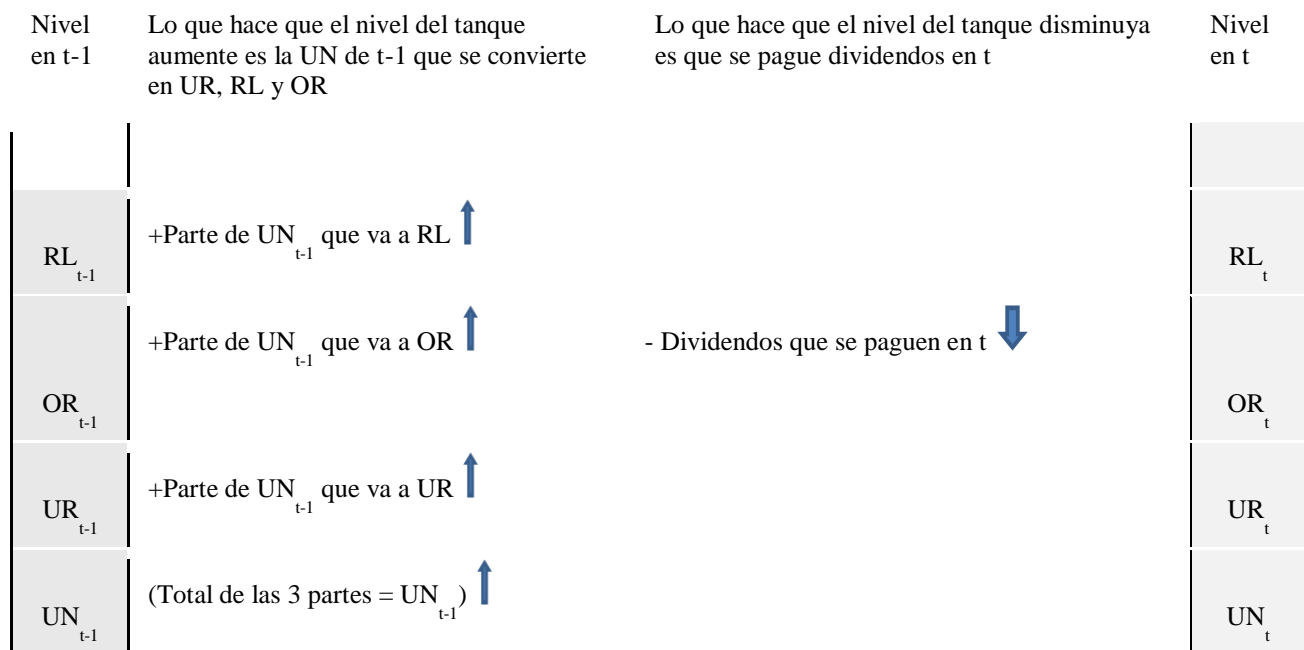 Nivel
en t-1
Lo que hace que el nivel del tanque
aumente es la UN de t-1 que se convierte
en UR, RL y OR
Lo que hace que el nivel del tanque disminuya
es que se pague dividendos en t
Nivel
en t
RL t-1
+Parte de UN t-1 que va a RL
RL t
OR t-1
+Parte de UN t-1 que va a OR
- Dividendos que se paguen en t
OR t
UR t-1
+Parte de UN t-1 que va a UR
UR t
UN t-1
(Total de las 3 partes = UN t-1)
UN t